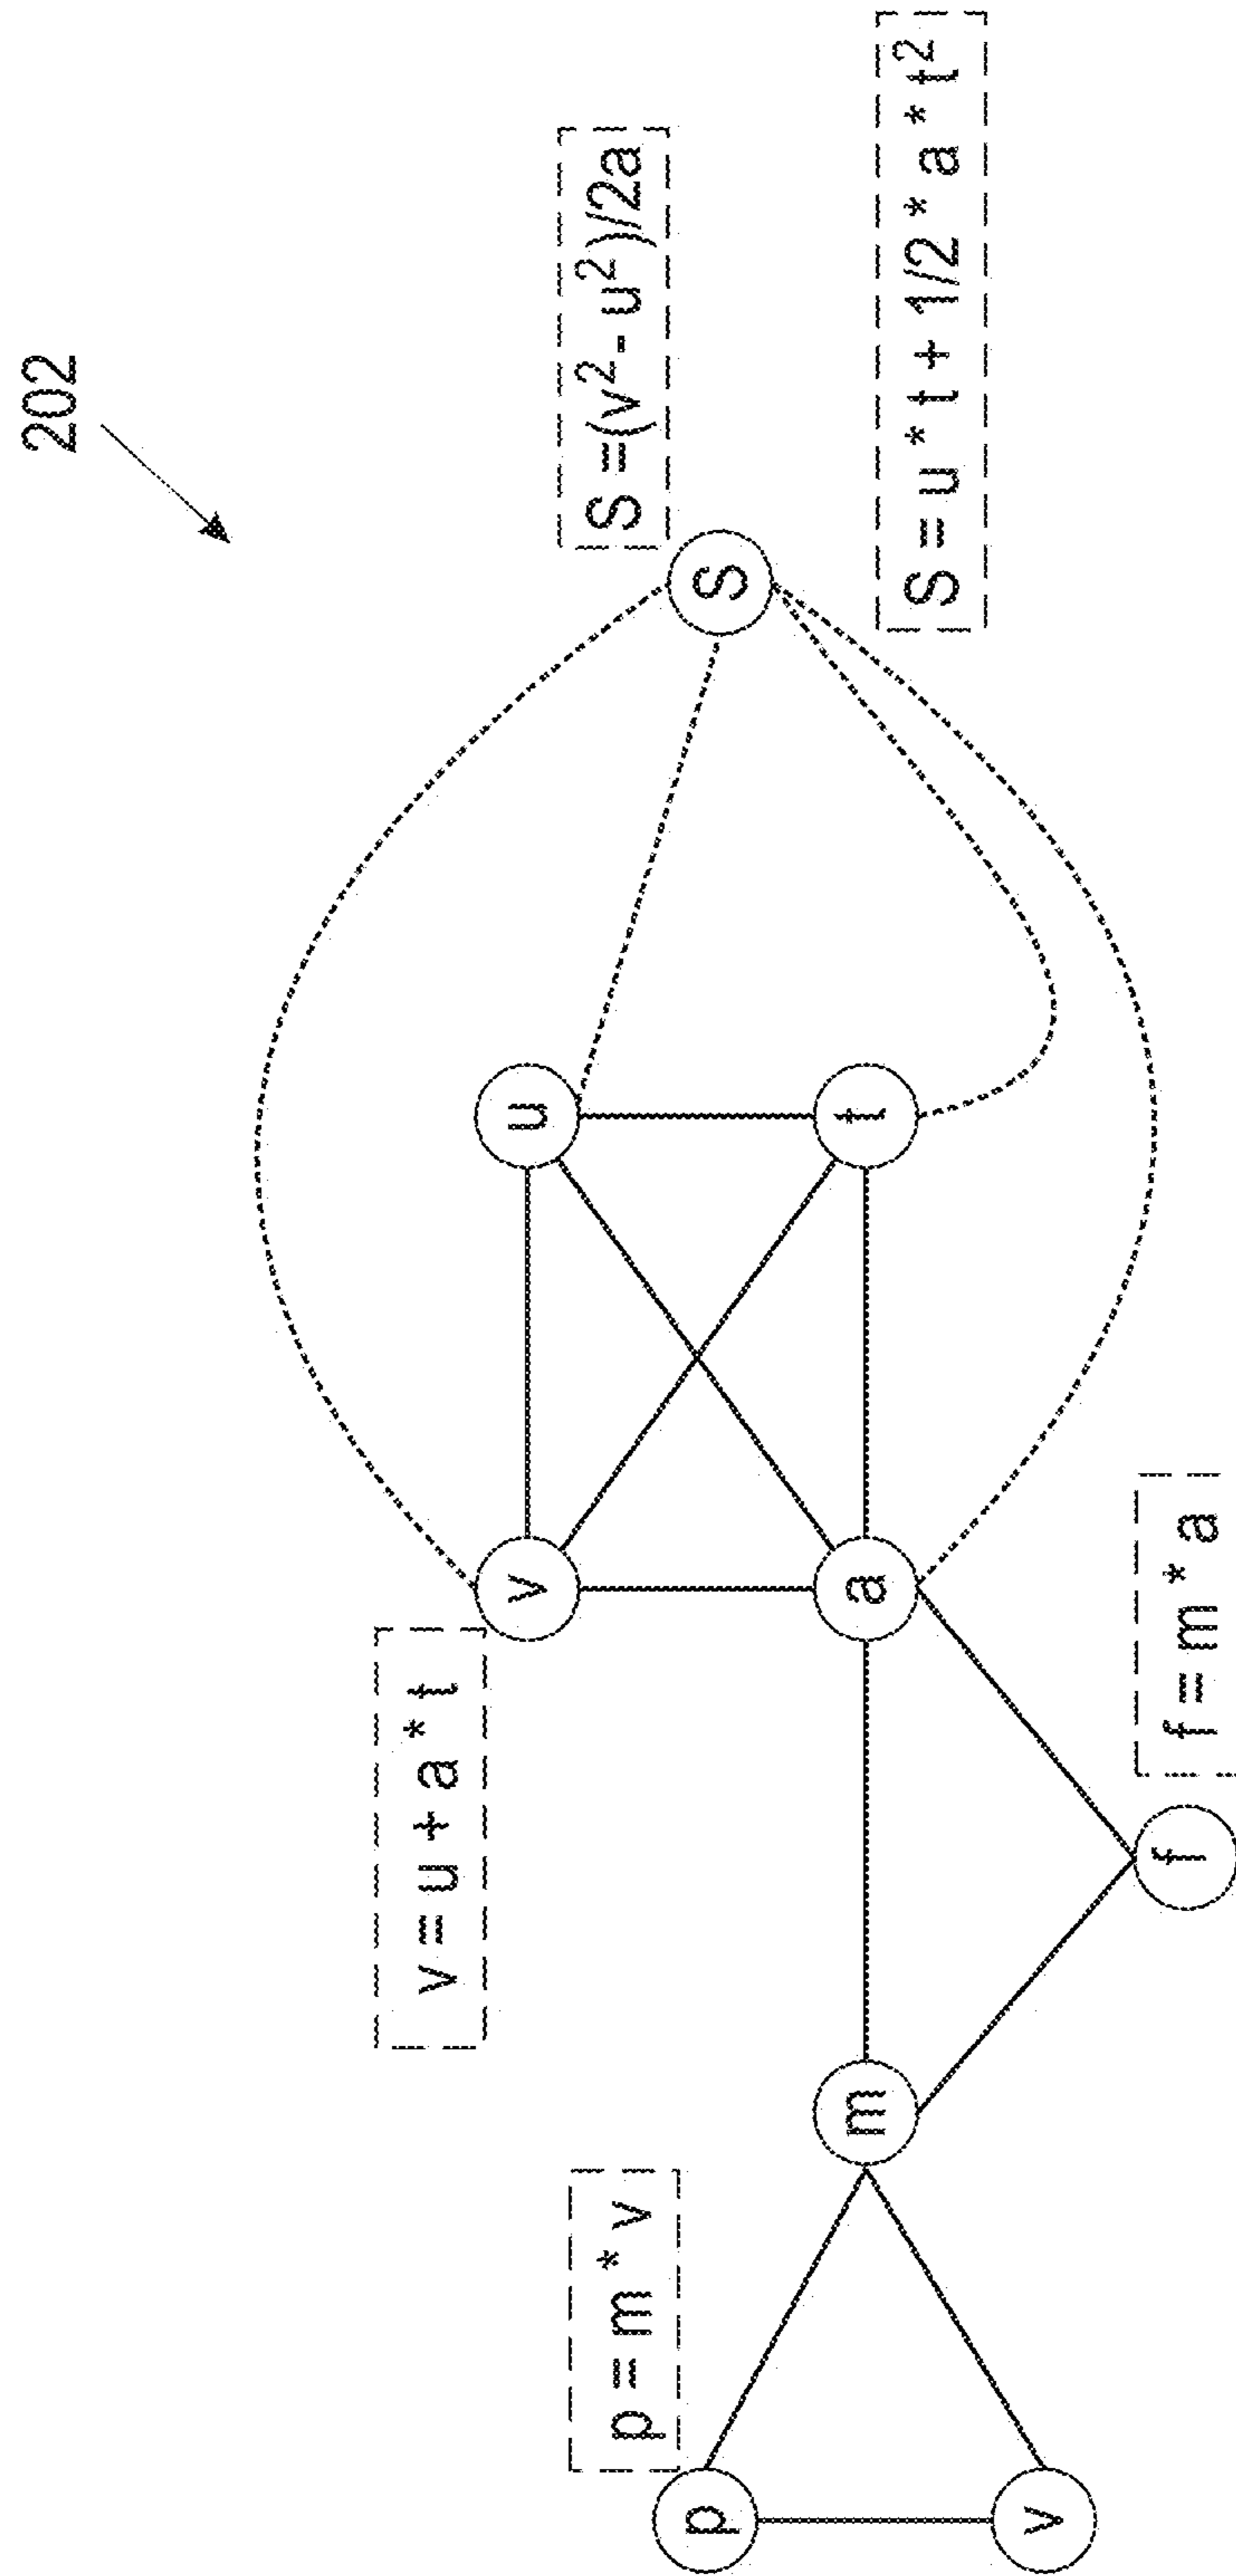 202
S = (v² - u²)/2a
S = u * t + 1/2 * a * t²
S
v = u + a * t
v
u
a
t
f = m * a
f
p = m * v
m
p
v